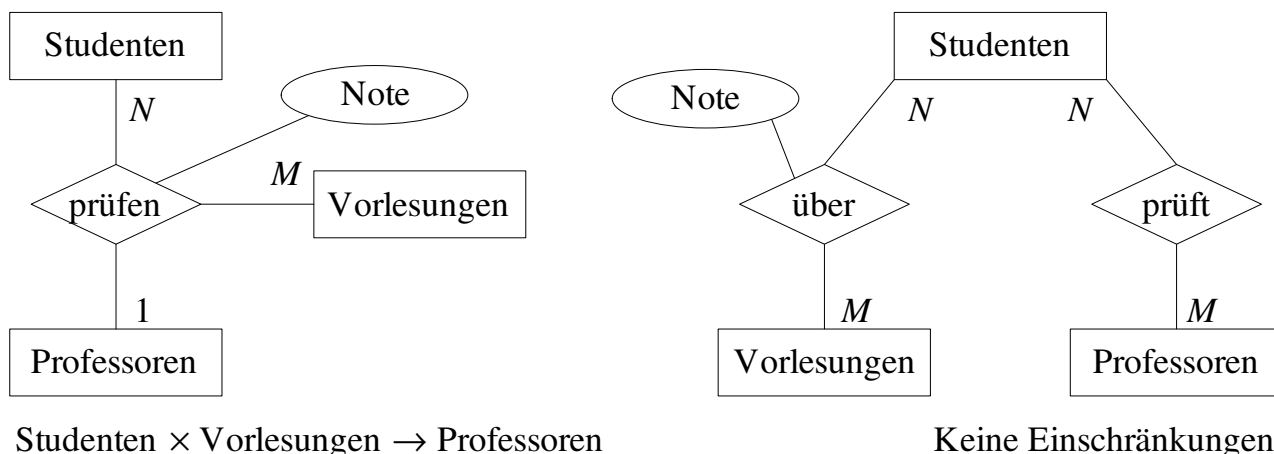 Studenten
N
Note
prüfen
M
Vorlesungen
1
Professoren
Studenten × Vorlesungen → Professoren
Studenten
Note
N
N
über
prüft
M
M
Vorlesungen
Professoren
Keine Einschränkungen